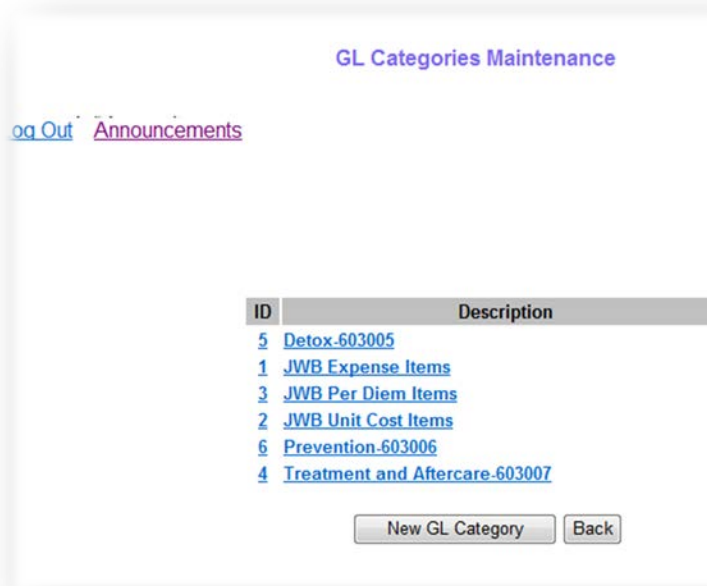 GL Categories Maintenance
og Out Announcements
ID Description
5 Detox-603005
1 JWB Expense Items
3 JWB Per Diem Items
2 JWB Unit Cost Items
6 Prevention-603006
4 Treatment and Aftercare-603007
New GL Category Back